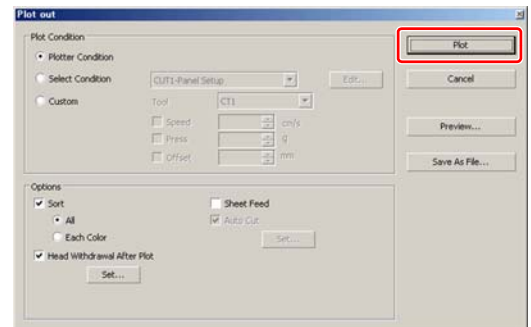 Plot out
Plot Condition
Plotter Condition
Select Condition
CUT1-Panel Setup
Edit...
Custom
Tool
CT1
Speed
cm/s
Press
g
Offset
mm
Plot
Cancel
Preview...
Save As File...
Options
Sort
All
Each Color
Head Withdrawal After Plot
Set...
Sheet Feed
Auto Cut
Set...